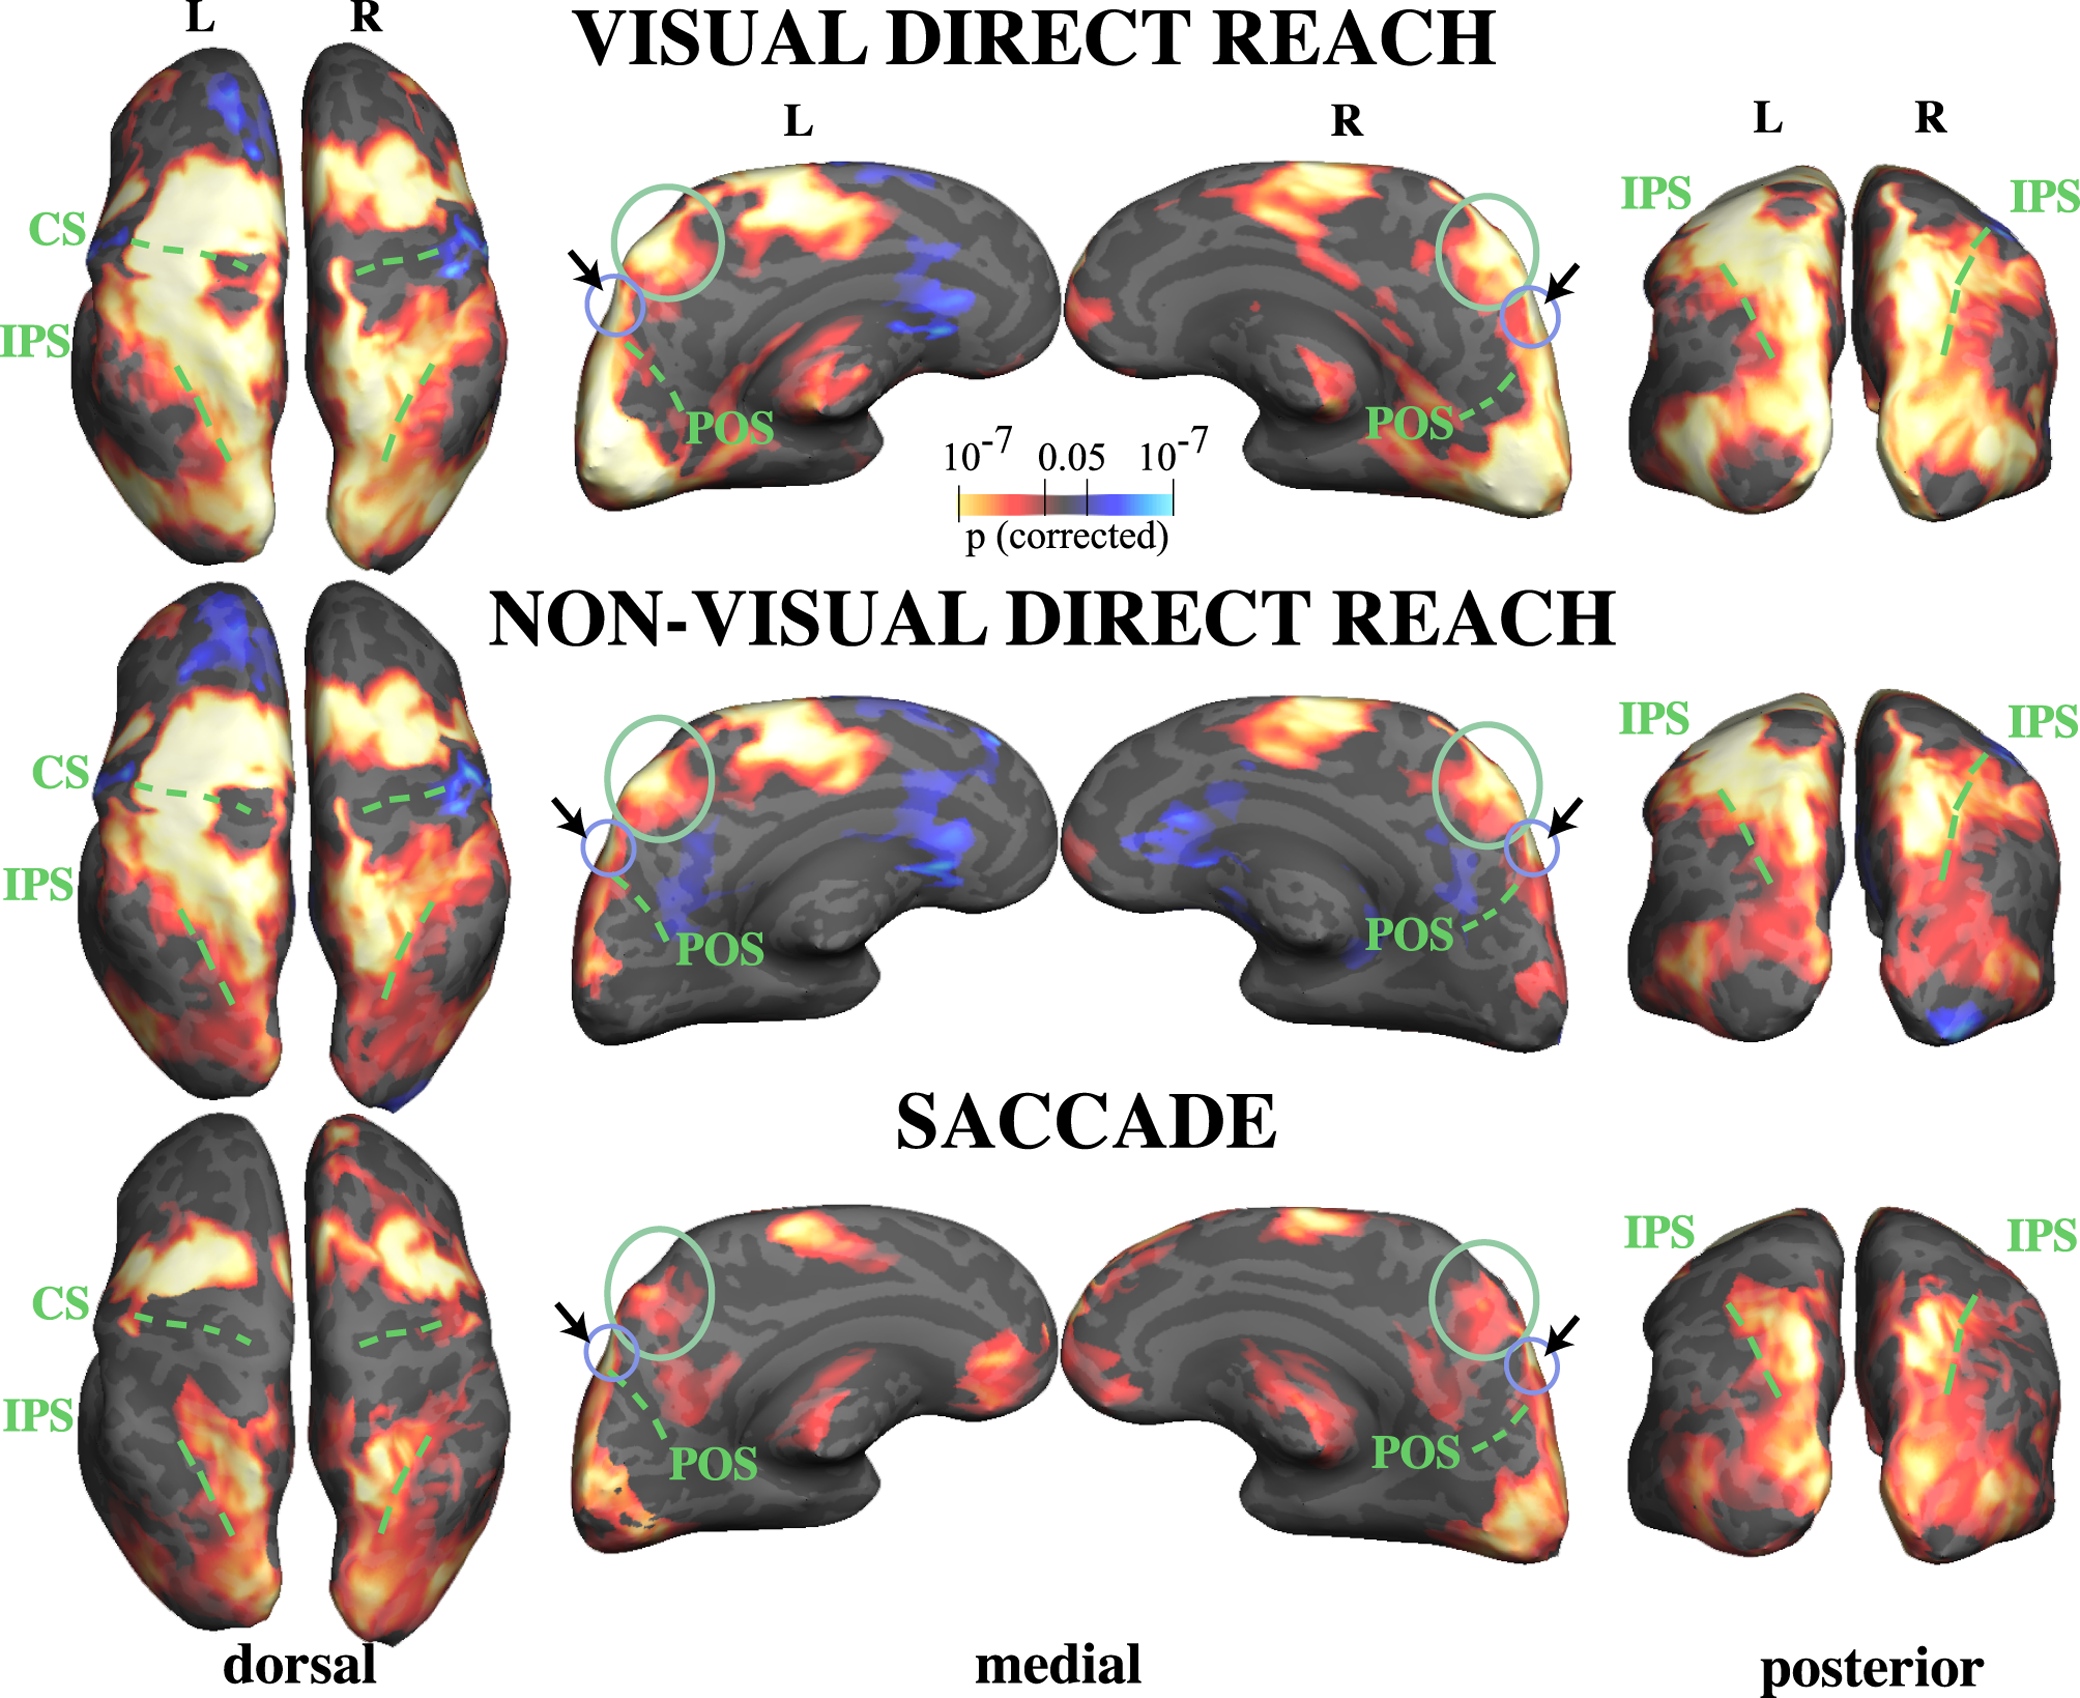 L R
VISUAL DIRECT REACH
L R
L R
IPS IPS
CS
IPS
POS POS
10-7 0.05 10-7
p (corrected)
NON-VISUAL DIRECT REACH
IPS IPS
CS
IPS
POS POS
SACCADE
IPS IPS
CS
IPS
POS POS
dorsal medial posterior